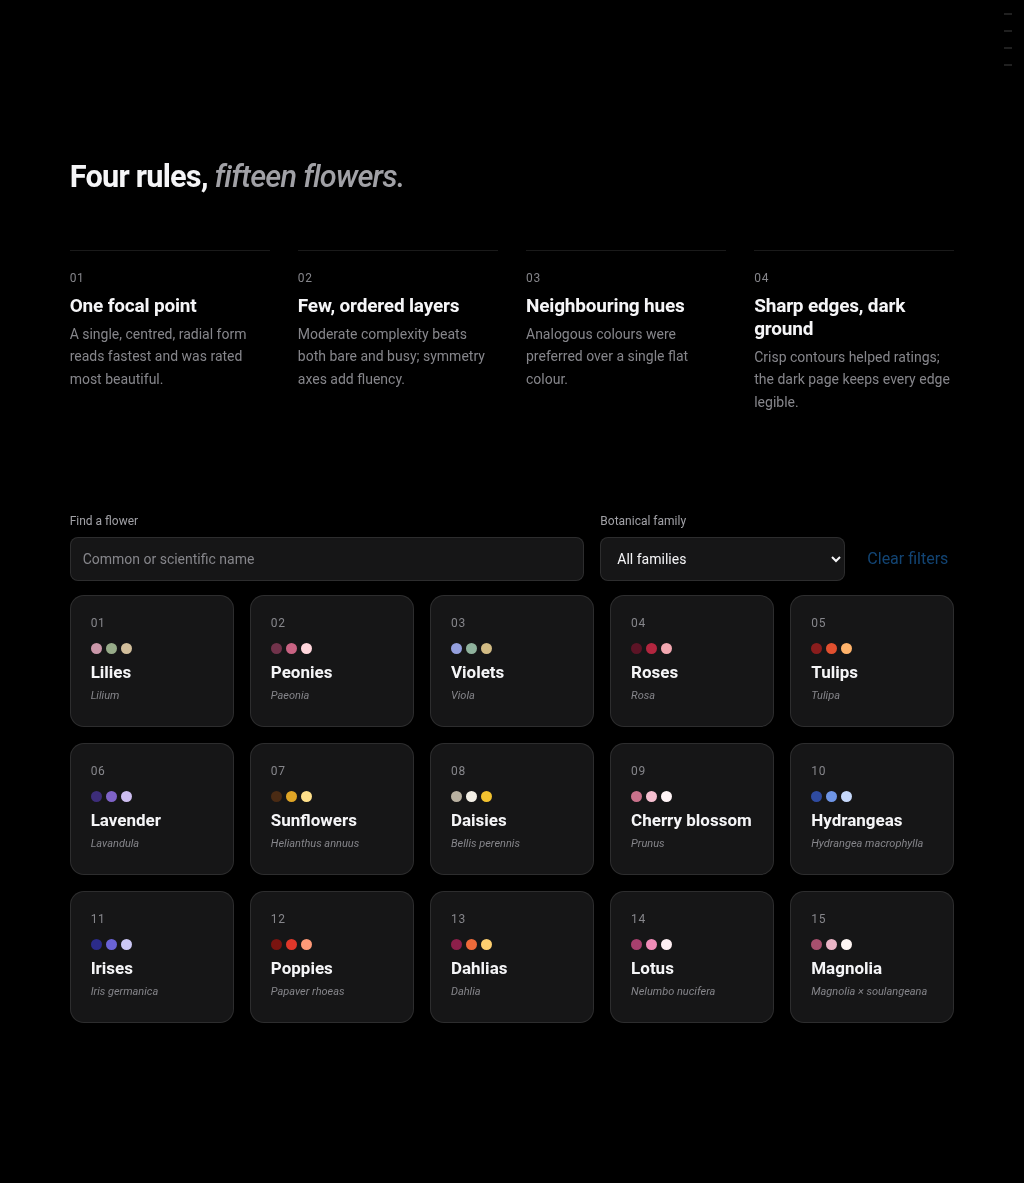 Four rules, fifteen flowers.
01
One focal point
A single, centred, radial form
reads fastest and was rated
most beautiful.
02
Few, ordered layers
Moderate complexity beats
both bare and busy; symmetry
axes add fluency.
03
Neighbouring hues
Analogous colours were
preferred over a single flat
colour.
04
Sharp edges, dark
ground
Crisp contours helped ratings;
the dark page keeps every edge
legible.
Find a flower
Common or scientific name
Botanical family
All families
Clear filters
01
Lilies
Lilium
02
Peonies
Paeonia
03
Violets
Viola
04
Roses
Rosa
05
Tulips
Tulipa
06
Lavender
Lavandula
07
Sunflowers
Helianthus annuus
08
Daisies
Bellis perennis
09
Cherry blossom
Prunus
10
Hydrangeas
Hydrangea macrophylla
11
Irises
Iris germanica
12
Poppies
Papaver rhoeas
13
Dahlias
Dahlia
14
Lotus
Nelumbo nucifera
15
Magnolia
Magnolia × soulangeana